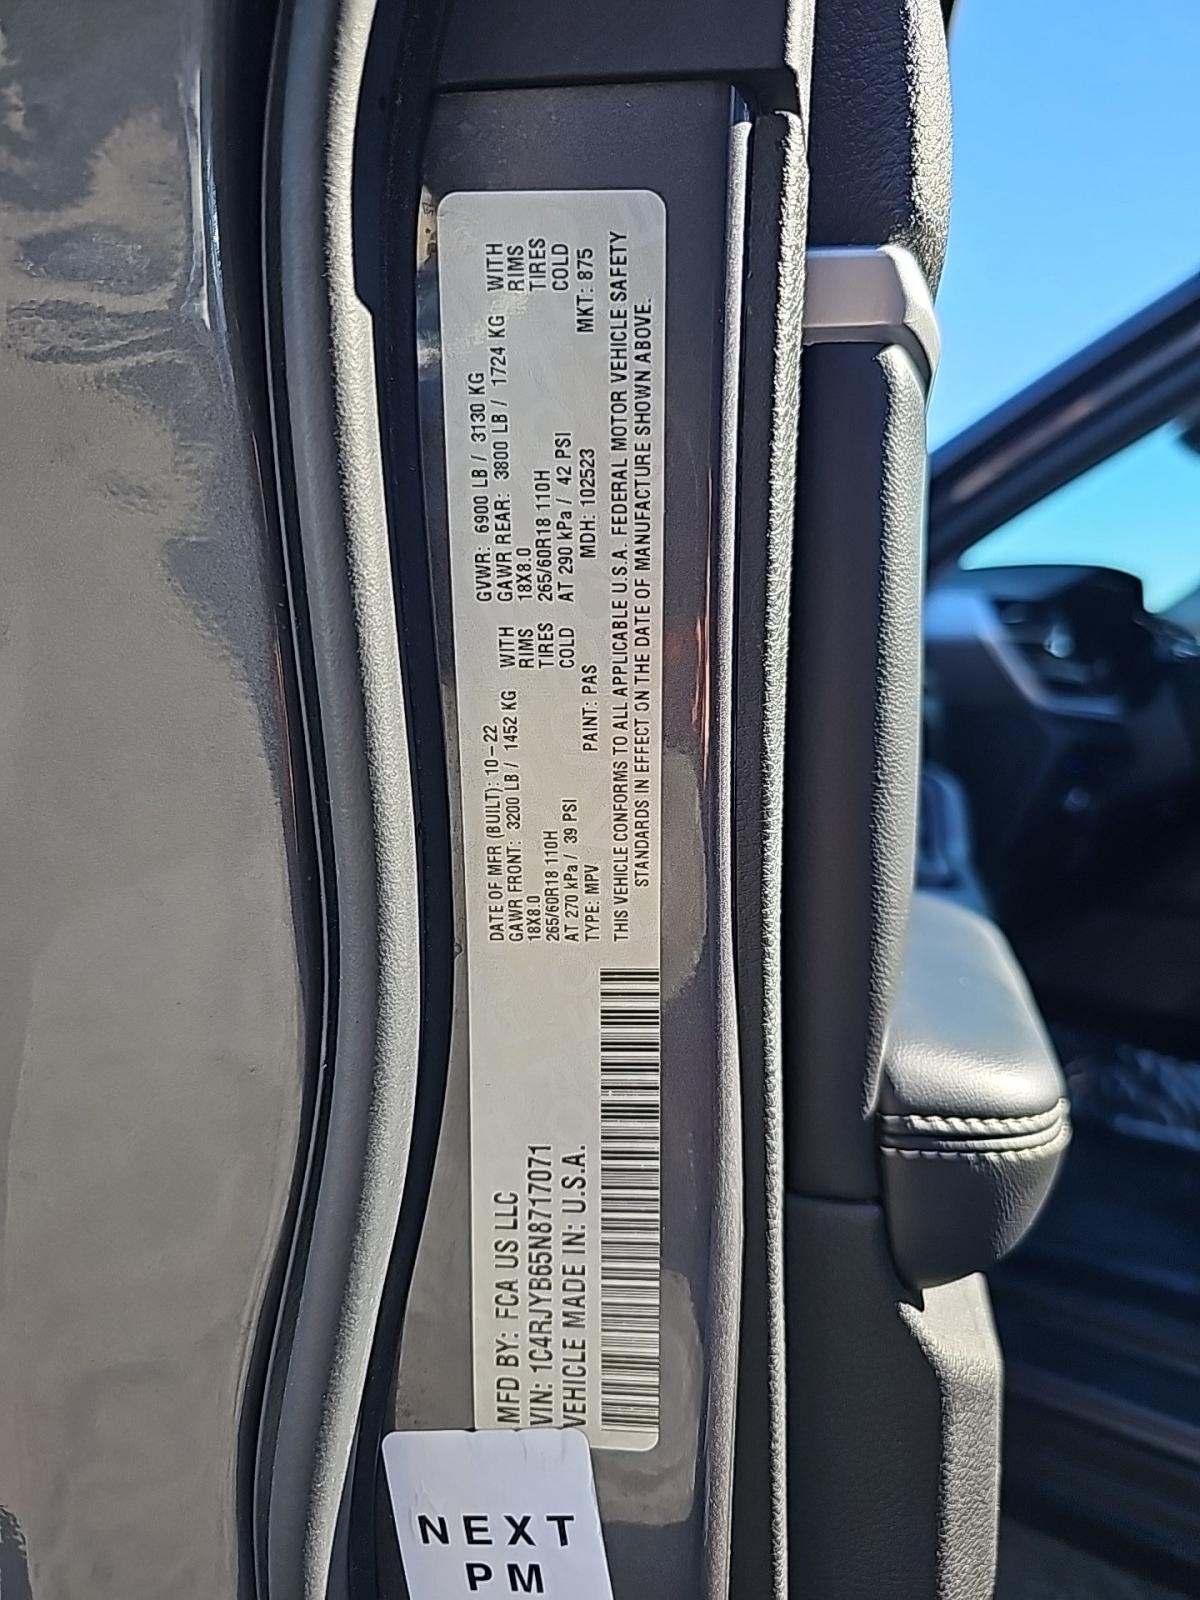 MFD BY: FCA US LLC
VIN: 1C4RJYB65N8717071
VEHICLE MADE IN: U.S.A.
DATE OF MFR (BUILT): 10-22 GVWR: 6900 LB / 3130 KG
GAWR FRONT: 3200 LB / 1452 KG WITH GAWR REAR: 3800 LB / 1724 KG WITH
18X8.0 RIMS 18X8.0 RIMS
265/60R18 110H TIRES 265/60R18 110H TIRES
AT 270 kPa / 39 PSI COLD AT 290 kPa / 42 PSI COLD
TYPE: MPV PAINT: PAS MDH: 102523 MKT: 875
THIS VEHICLE CONFORMS TO ALL APPLICABLE U.S.A. FEDERAL MOTOR VEHICLE SAFETY
STANDARDS IN EFFECT ON THE DATE OF MANUFACTURE SHOWN ABOVE.
NEXT
PM